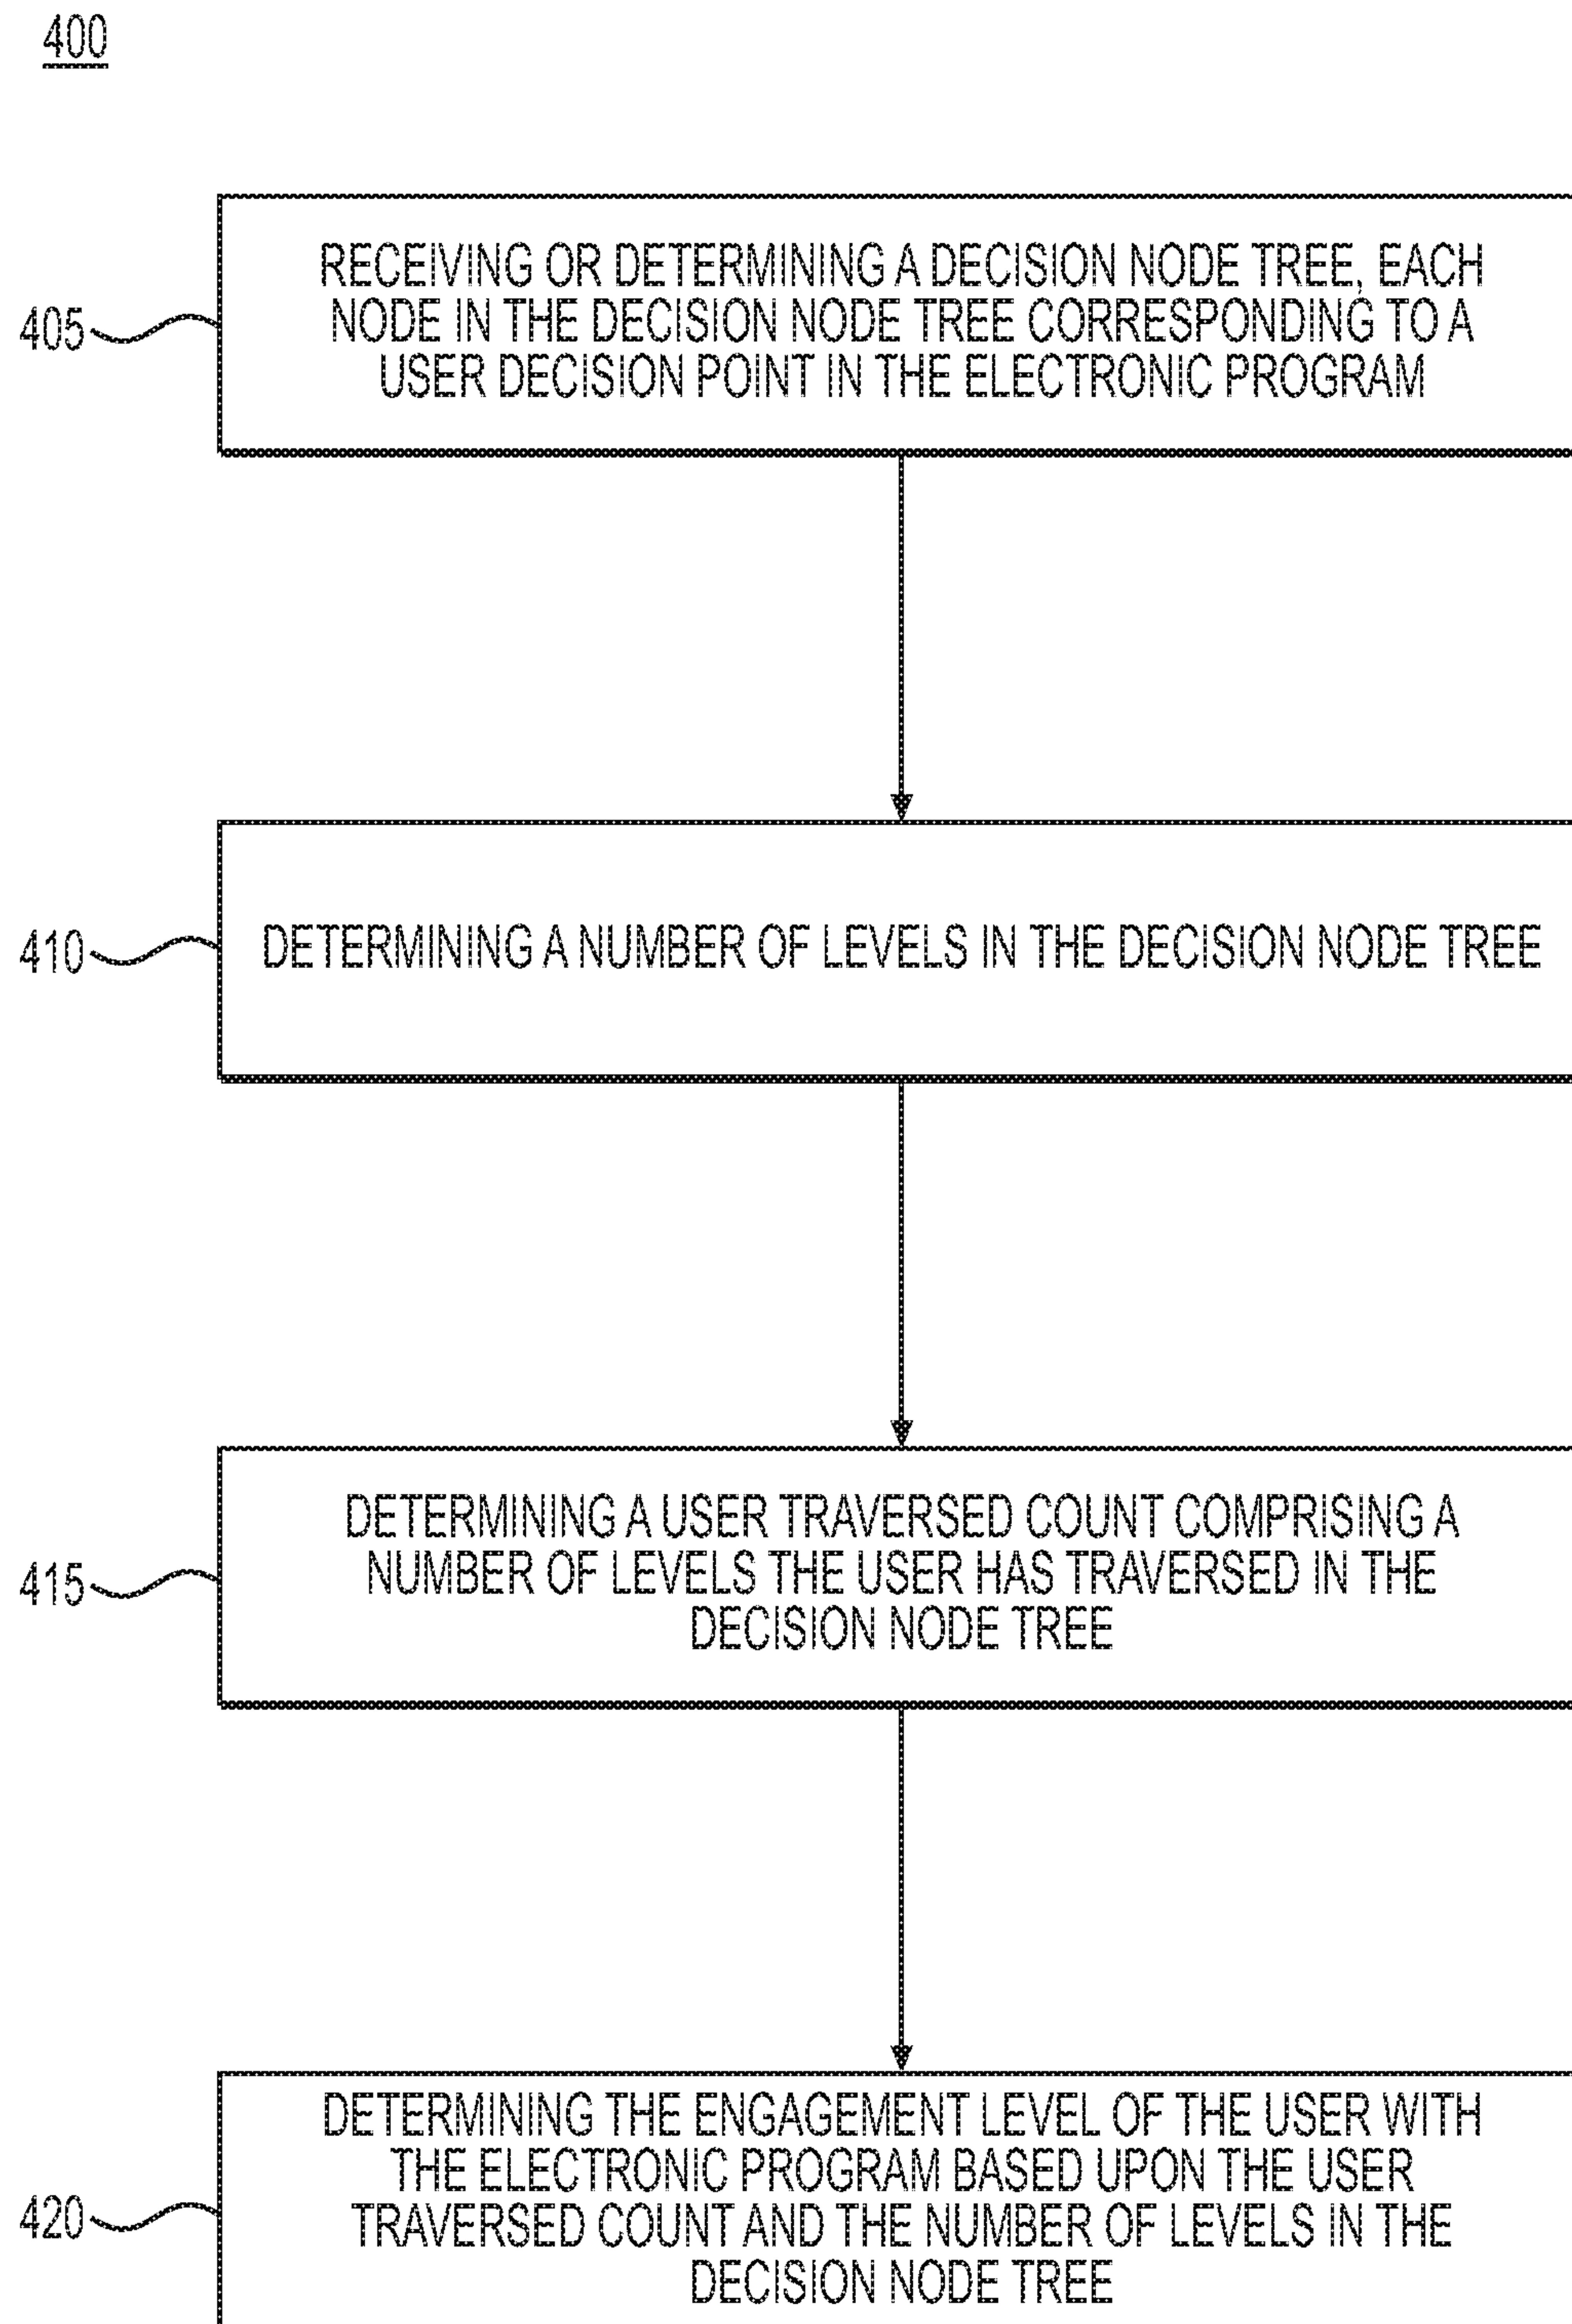 400
405
RECEIVING OR DETERMINING A DECISION NODE TREE, EACH
NODE IN THE DECISION NODE TREE CORRESPONDING TO A
USER DECISION POINT IN THE ELECTRONIC PROGRAM
410
DETERMINING A NUMBER OF LEVELS IN THE DECISION NODE TREE
415
DETERMINING A USER TRAVERSED COUNT COMPRISING A
NUMBER OF LEVELS THE USER HAS TRAVERSED IN THE
DECISION NODE TREE
420
DETERMINING THE ENGAGEMENT LEVEL OF THE USER WITH
THE ELECTRONIC PROGRAM BASED UPON THE USER
TRAVERSED COUNT AND THE NUMBER OF LEVELS IN THE
DECISION NODE TREE